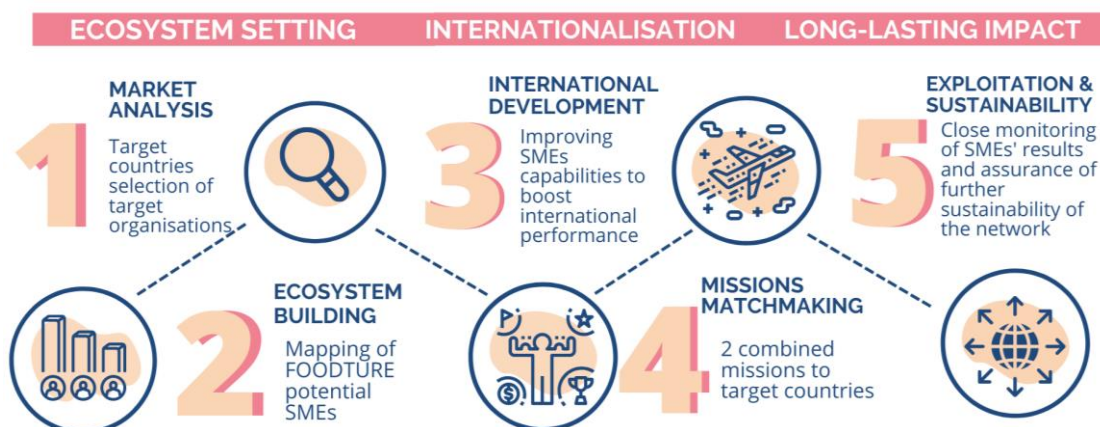 ECOSYSTEM SETTING
INTERNATIONALISATION
LONG-LASTING IMPACT
1
MARKET
ANALYSIS
Target
countries
selection of
target
organisations
2
ECOSYSTEM
BUILDING
Mapping of
FOODTURE
potential
SMEs
3
INTERNATIONAL
DEVELOPMENT
Improving
SMEs
capabilities to
boost
international
performance
$
4
MISSIONS
MATCHMAKING
2 combined
missions to
target countries
5
EXPLOITATION &
SUSTAINABILITY
Close monitoring
of SMEs' results
and assurance of
further
sustainability of
the network